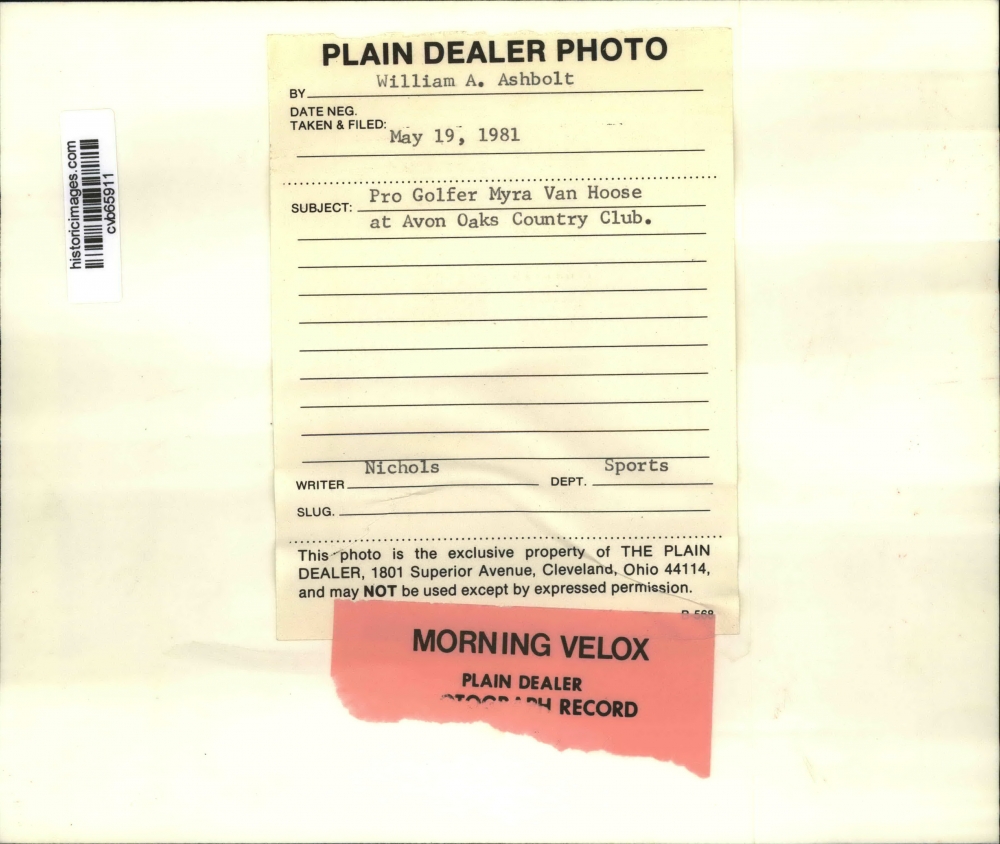 PLAIN DEALER PHOTO
William A. Ashbolt
BY
DATE NEG.
TAKEN & FILED:
May 19, 1981
Pro Golfer Myra Van Hoose
SUBJECT:
at Avon Oaks Country Club.
Nichols Sports
WRITER DEPT.
SLUG.
This photo is the exclusive property of THE PLAIN
DEALER, 1801 Superior Avenue, Cleveland, Ohio 44114,
and may NOT be used except by expressed permission.
MORNING VELOX
PLAIN DEALER
RECORD
historicimages.com
cvb65911